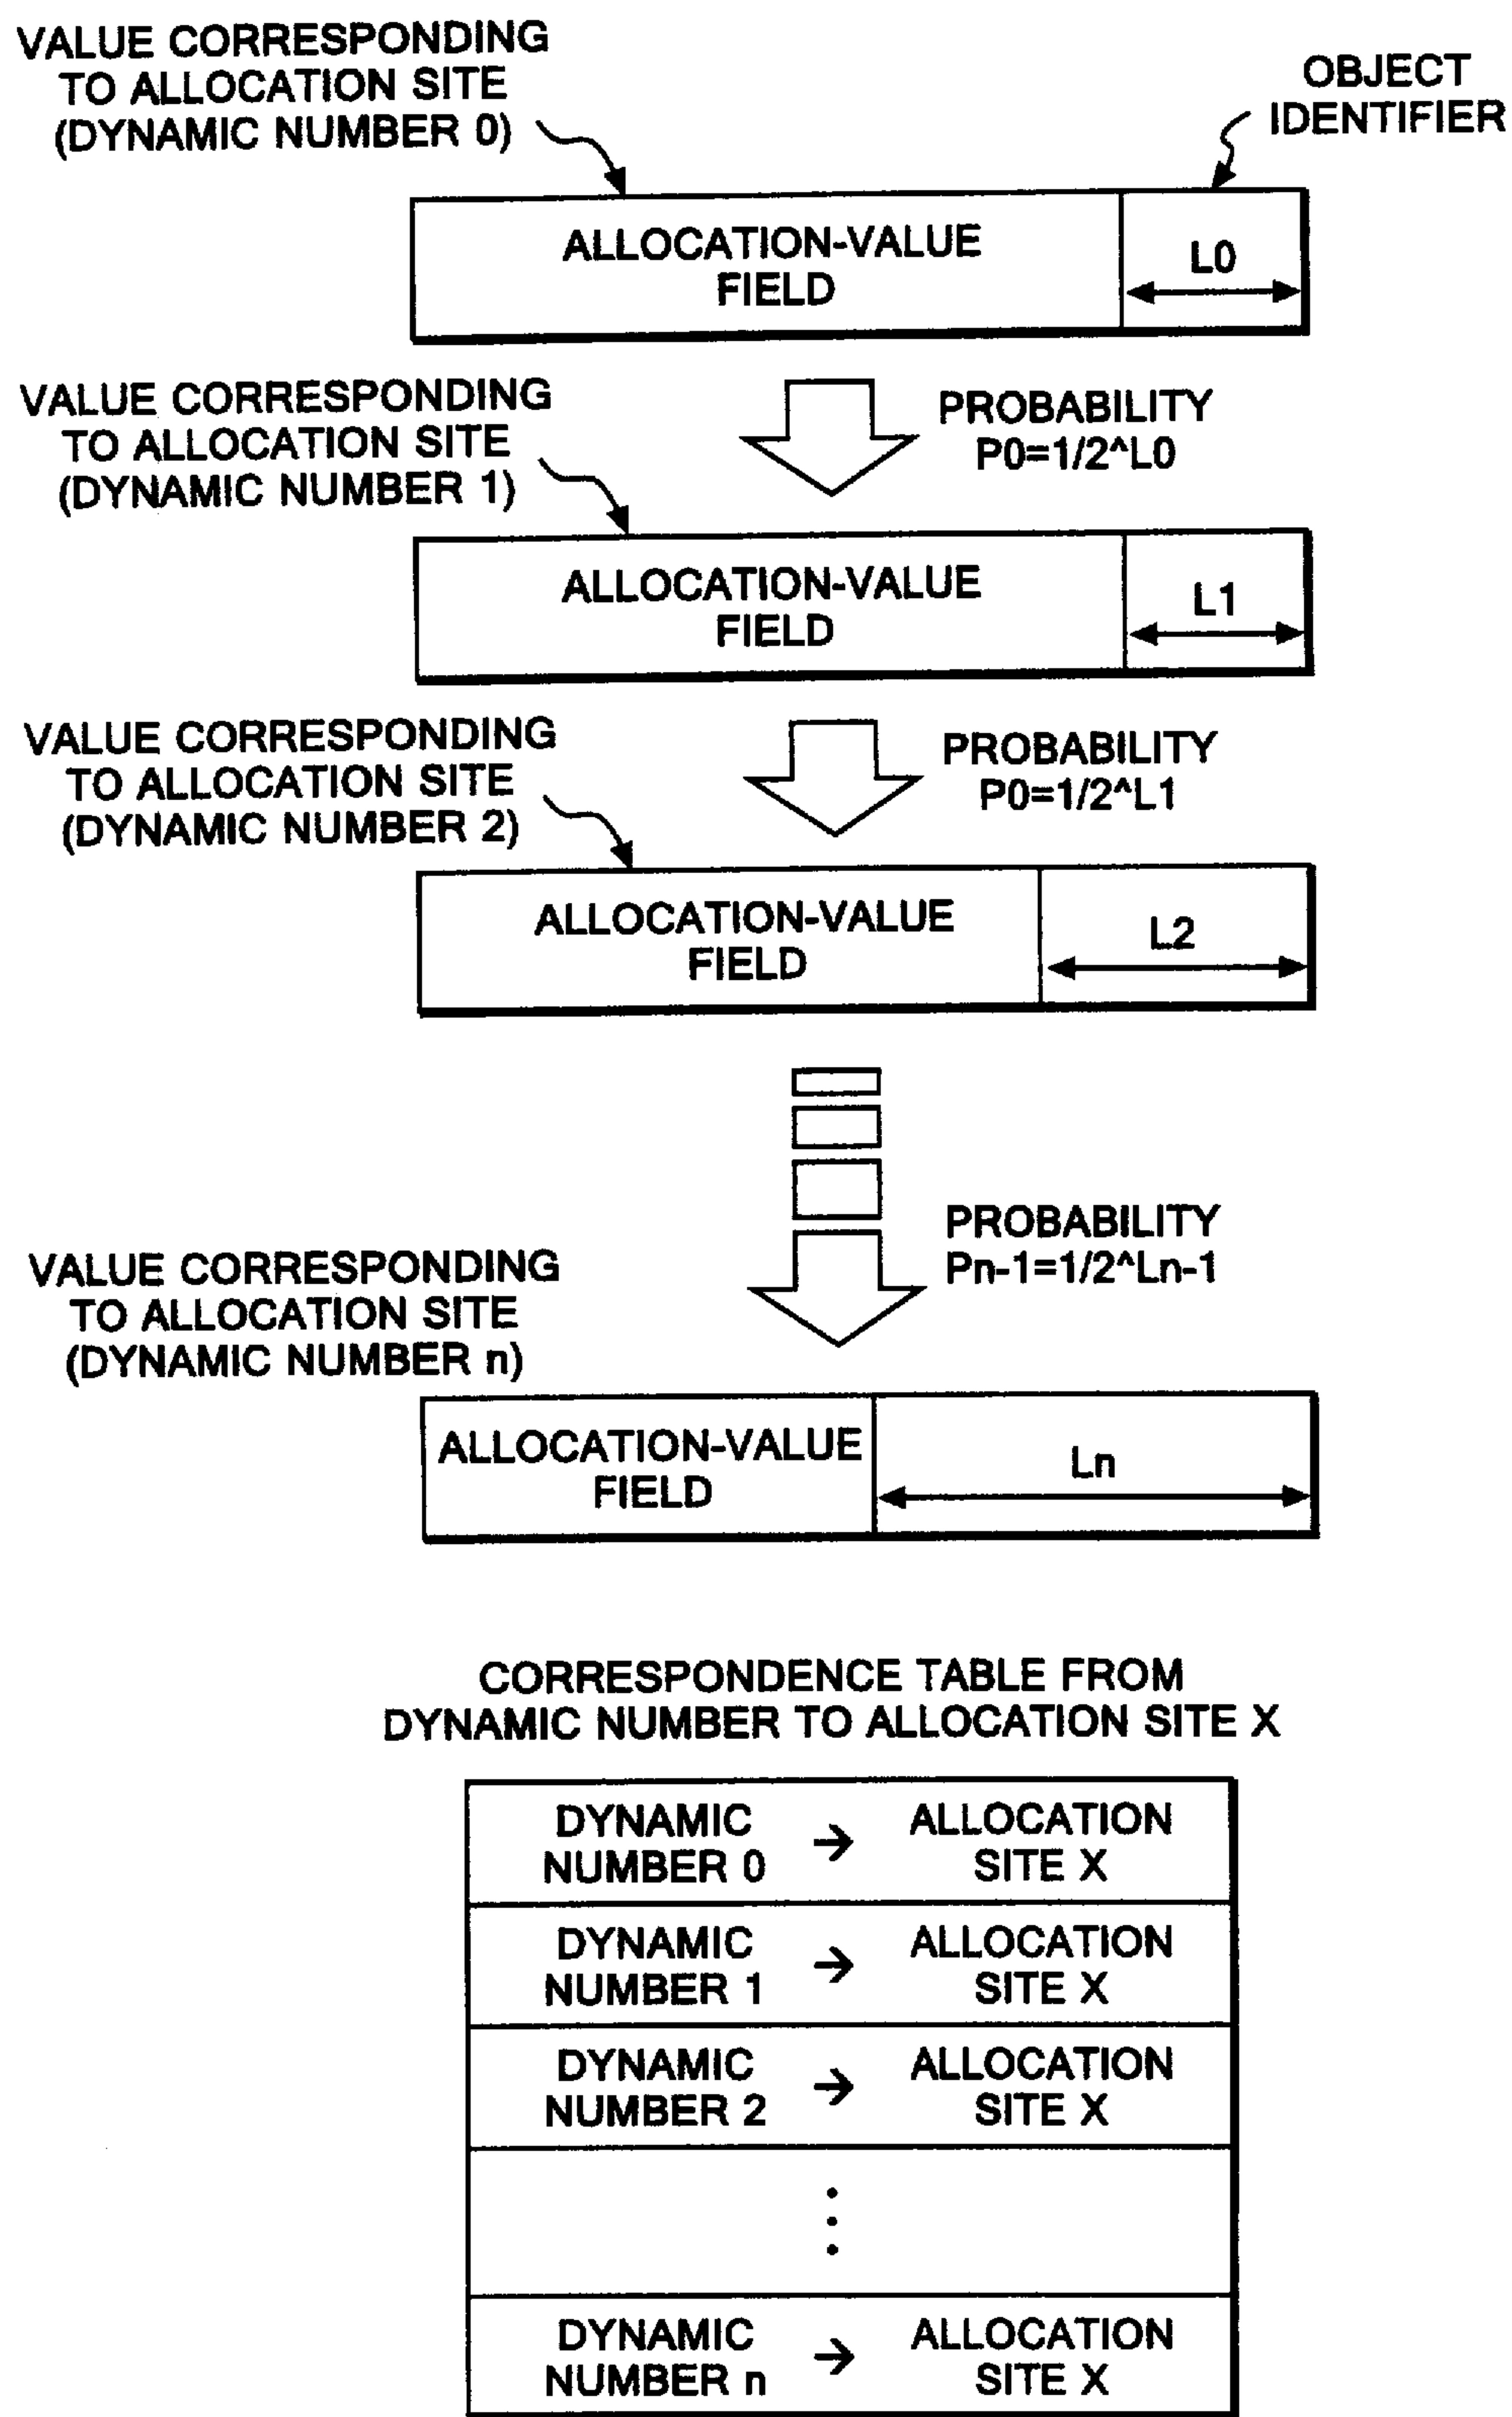 VALUE CORRESPONDING
TO ALLOCATION SITE
(DYNAMIC NUMBER 0)
OBJECT
IDENTIFIER
ALLOCATION-VALUE
FIELD
L0
VALUE CORRESPONDING
TO ALLOCATION SITE
(DYNAMIC NUMBER 1)
PROBABILITY
P0=1/2^L0
ALLOCATION-VALUE
FIELD
L1
VALUE CORRESPONDING
TO ALLOCATION SITE
(DYNAMIC NUMBER 2)
PROBABILITY
P0=1/2^L1
ALLOCATION-VALUE
FIELD
L2
PROBABILITY
Pn-1=1/2^Ln-1
VALUE CORRESPONDING
TO ALLOCATION SITE
(DYNAMIC NUMBER n)
ALLOCATION-VALUE
FIELD
Ln
CORRESPONDENCE TABLE FROM
DYNAMIC NUMBER TO ALLOCATION SITE X
DYNAMIC
NUMBER 0
→
ALLOCATION
SITE X
DYNAMIC
NUMBER 1
→
ALLOCATION
SITE X
DYNAMIC
NUMBER 2
→
ALLOCATION
SITE X
⋮
DYNAMIC
NUMBER n
→
ALLOCATION
SITE X